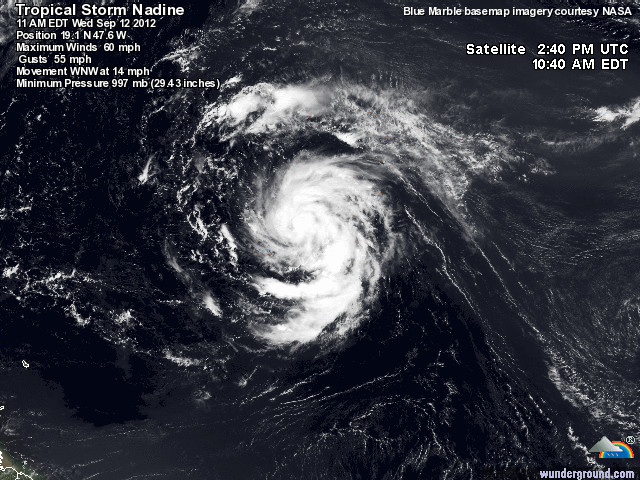 Tropical Storm Nadine
11 AM EDT Wed Sep 12 2012
Position 19.1 N 47.6 W
Maximum Winds 60 mph
Gusts 55 mph
Movement WNW at 14 mph
Minimum Pressure 997 mb (29.43 inches)
Blue Marble basemap imagery courtesy NASA
Satellite 2:40 PM UTC
10:40 AM EDT
®
wunderground.com